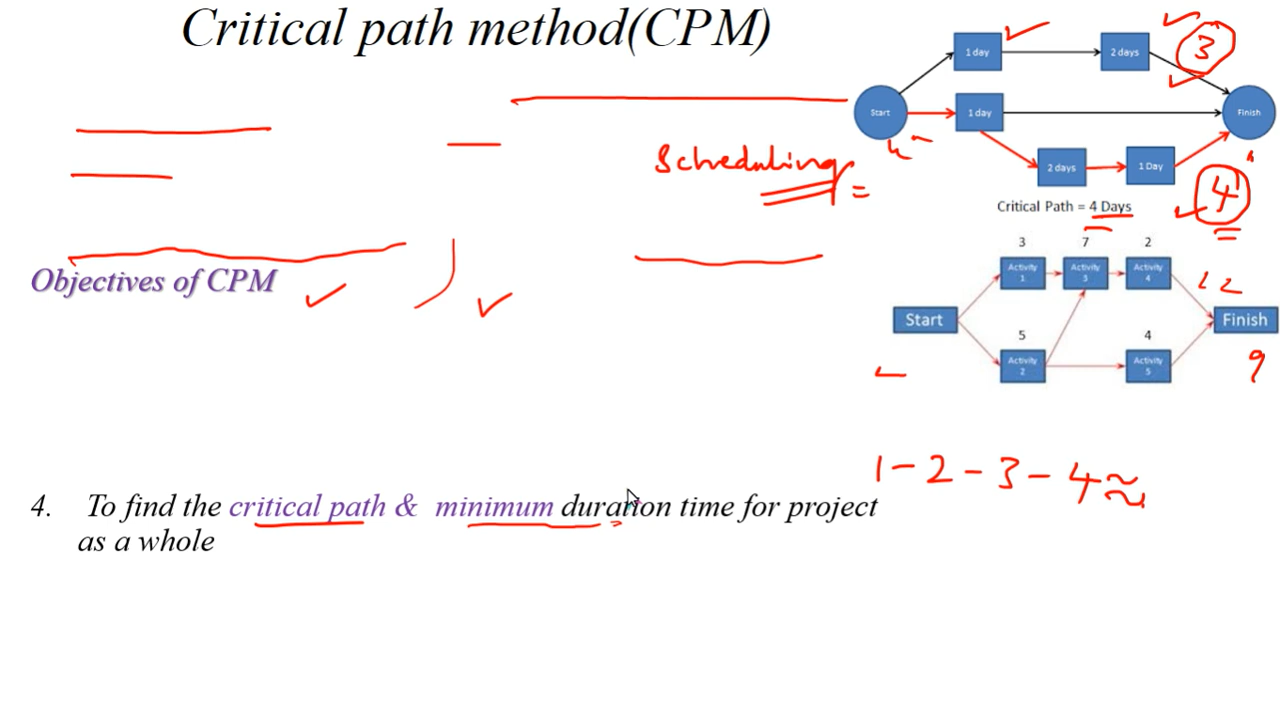 Critical path method(CPM)
1 day
2 days
3
Start
1 day
Finish
Scheduling
2 days
1 Day
4
Critical Path = 4 Days
3 7 2
Objectives of CPM
Activity
1
Activity
3
Activity
4
12
Start
Finish
5 4
Activity
2
Activity
5
9
1-2-3-4
4. To find the critical path & minimum duration time for project
as a whole